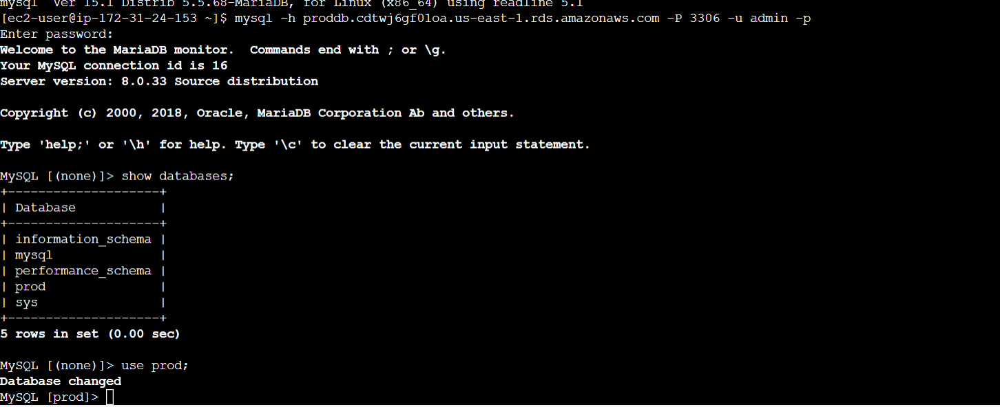 mysql  Ver 15.1 Distrib 5.5.68-MariaDB, for Linux (x86_64) using readline 5.1
[ec2-user@ip-172-31-24-153 ~]$ mysql -h proddb.cdtwj6gf01oa.us-east-1.rds.amazonaws.com -P 3306 -u admin -p
Enter password:
Welcome to the MariaDB monitor.  Commands end with ; or \g.
Your MySQL connection id is 16
Server version: 8.0.33 Source distribution

Copyright (c) 2000, 2018, Oracle, MariaDB Corporation Ab and others.

Type 'help;' or '\h' for help. Type '\c' to clear the current input statement.

MySQL [(none)]> show databases;
+--------------------+
| Database           |
+--------------------+
| information_schema |
| mysql              |
| performance_schema |
| prod               |
| sys                |
+--------------------+
5 rows in set (0.00 sec)

MySQL [(none)]> use prod;
Database changed
MySQL [prod]>